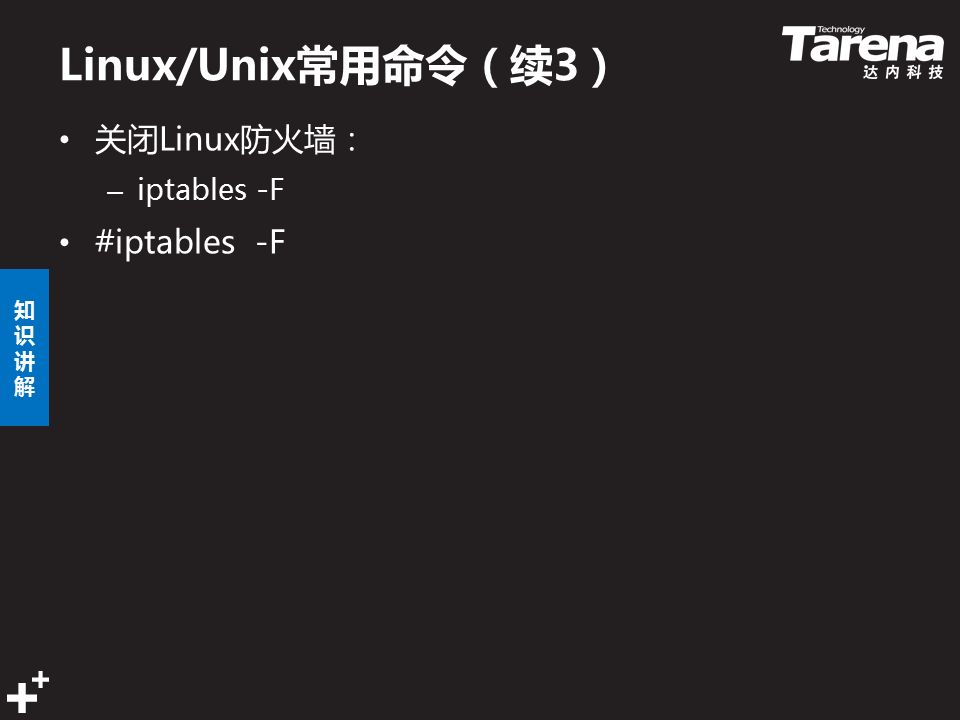 Linux/Unix常用命令（续3）
Technology
Tarena
达内科技
• 关闭Linux防火墙：
– iptables -F
• #iptables -F
知
识
讲
解